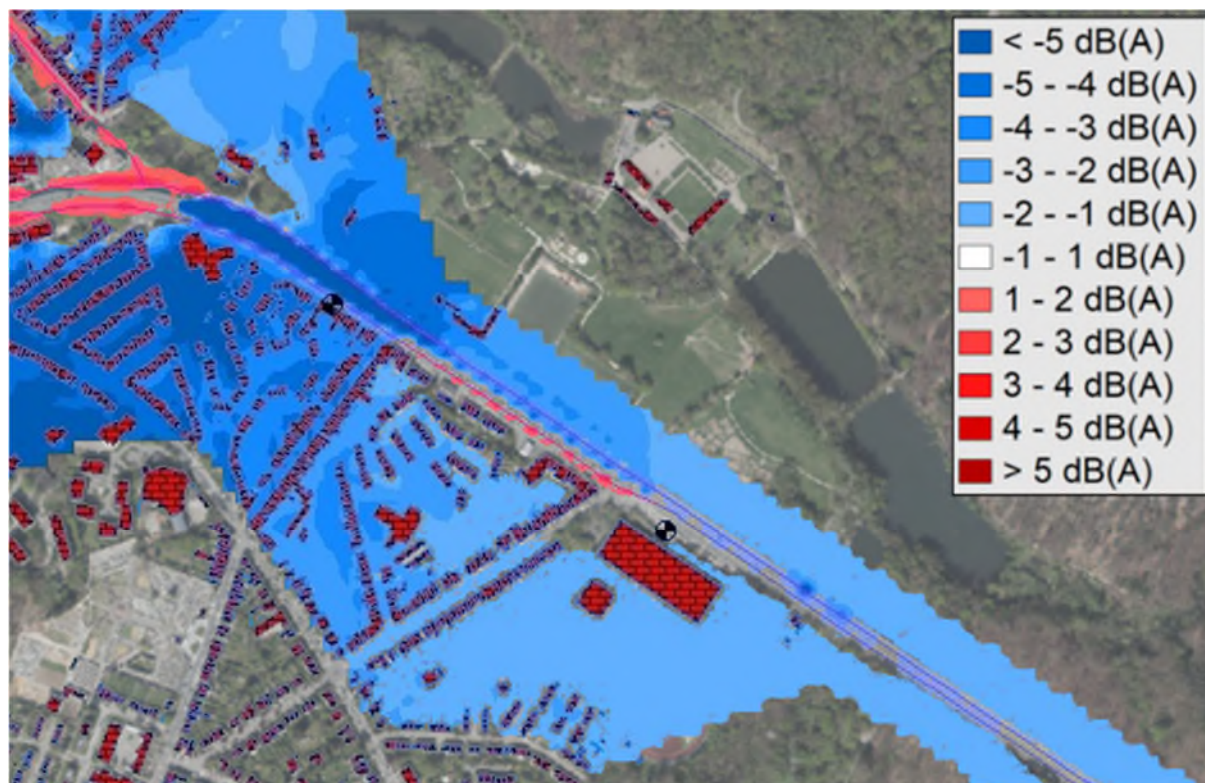 < -5 dB(A)
-5 - -4 dB(A)
-4 - -3 dB(A)
-3 - -2 dB(A)
-2 - -1 dB(A)
-1 - 1 dB(A)
1 - 2 dB(A)
2 - 3 dB(A)
3 - 4 dB(A)
4 - 5 dB(A)
> 5 dB(A)